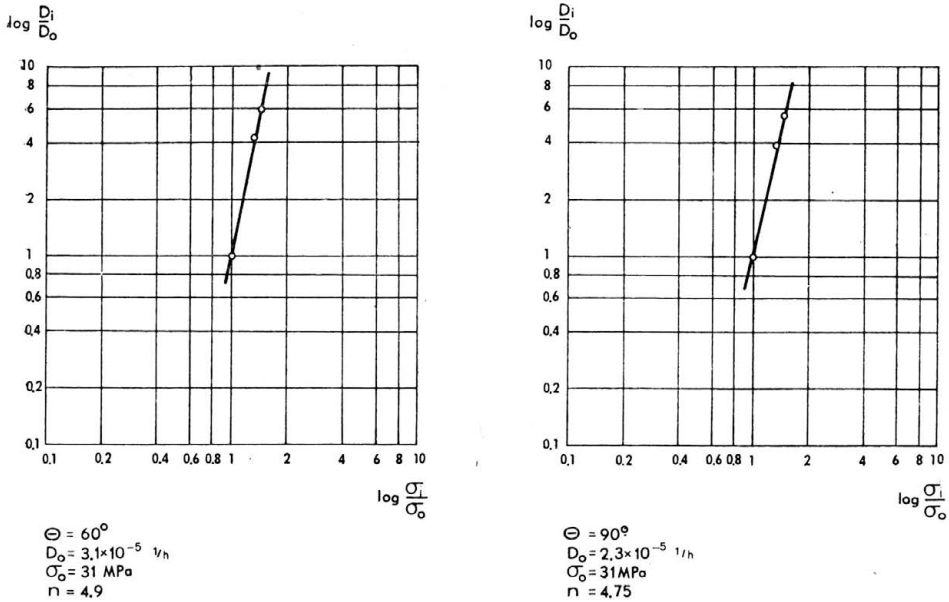 log Di/Do
10
8
6
4
2
1
0.8
0.6
0.4
0.2
0.1
0.1 0.2 0.4 0.6 0.8 1 2 4 6 8 10
log σi/σo
Θ = 60°
Do = 3.1×10⁻⁵ 1/h
σo = 31 MPa
n = 4.9
log Di/Do
10
8
6
4
2
1
0.8
0.6
0.4
0.2
0.1
0.1 0.2 0.4 0.6 0.8 1 2 4 6 8 10
log σi/σo
Θ = 90°
Do = 2.3×10⁻⁵ 1/h
σo = 31MPa
n = 4.75